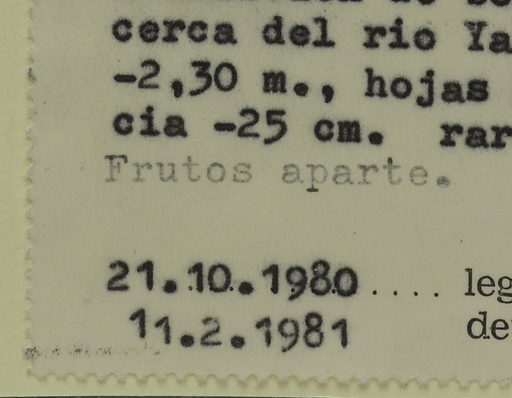 cerca del rio Ya
-2,30 m., hojas
cia -25 cm. rar
Frutos aparte.
21.10.1980 .... leg
11.2.1981 de